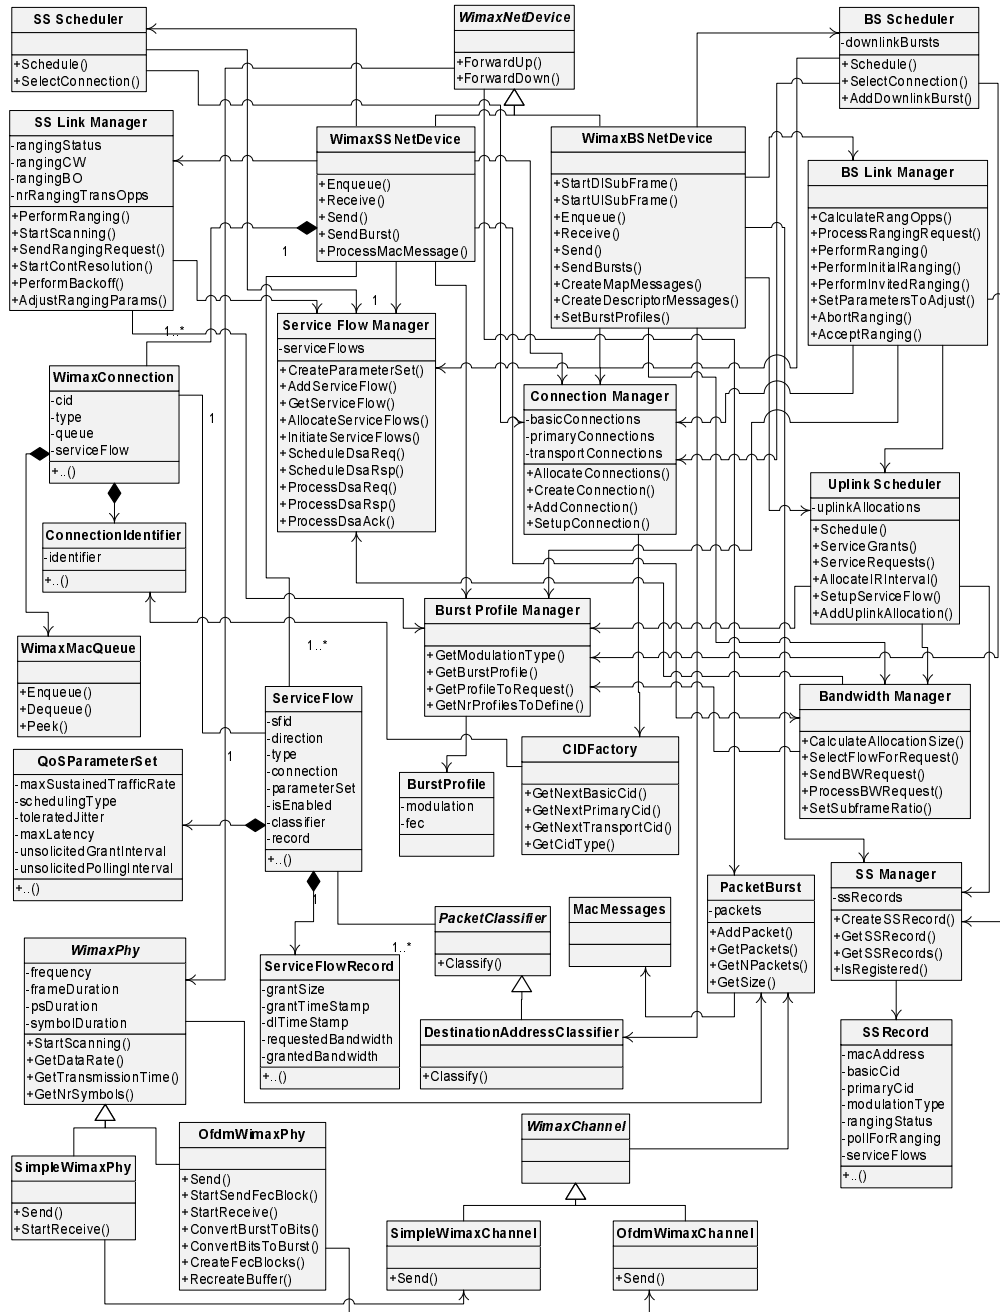 SS Scheduler
+Schedule()
+SelectConnection()
WimaxNetDevice
+ForwardUp()
+ForwardDown()
BS Scheduler
-downlinkBursts
+Schedule()
+SelectConnection()
+AddDownlinkBurst()
SS Link Manager
-rangingStatus
-rangingCW
-rangingBO
-nrRangingTransOpps
+PerformRanging()
+StartScanning()
+SendRangingRequest()
+StartContResolution()
+PerformBackoff()
+AdjustRangingParams()
WimaxSSNetDevice
+Enqueue()
+Receive()
+Send()
+SendBurst()
+ProcessMacMessage()
WimaxBSNetDevice
+StartDlSubFrame()
+StartUlSubFrame()
+Enqueue()
+Receive()
+Send()
+SendBursts()
+CreateMapMessages()
+CreateDescriptorMessages()
+SetBurstProfiles()
BS Link Manager
+CalculateRangOpps()
+ProcessRangingRequest()
+PerformRanging()
+PerformInitialRanging()
+PerformInvitedRanging()
+SetParametersToAdjust()
+AbortRanging()
+AcceptRanging()
1
1
1..*
Service Flow Manager
-serviceFlows
+CreateParameterSet()
+AddServiceFlow()
+GetServiceFlow()
+AllocateServiceFlows()
+InitiateServiceFlows()
+ScheduleDsaReq()
+ScheduleDsaRsp()
+ProcessDsaReq()
+ProcessDsaRsp()
+ProcessDsaAck()
WimaxConnection
-cid
-type
-queue
-serviceFlow
+..()
1
Connection Manager
-basicConnections
-primaryConnections
-transportConnections
+AllocateConnections()
+CreateConnection()
+AddConnection()
+SetupConnection()
Uplink Scheduler
-uplinkAllocations
+Schedule()
+ServiceGrants()
+ServiceRequests()
+AllocateIRInterval()
+SetupServiceFlow()
+AddUplinkAllocation()
ConnectionIdentifier
-identifier
+..()
Burst Profile Manager
+GetModulationType()
+GetBurstProfile()
+GetProfileToRequest()
+GetNrProfilesToDefine()
WimaxMacQueue
+Enqueue()
+Dequeue()
+Peek()
1..*
ServiceFlow
-sfid
-direction
-type
-connection
-parameterSet
-isEnabled
-classifier
-record
+..()
Bandwidth Manager
+CalculateAllocationSize()
+SelectFlowForRequest()
+SendBWRequest()
+ProcessBWRequest()
+SetSubframeRatio()
QoSParameterSet
-maxSustainedTrafficRate
-schedulingType
-toleratedJitter
-maxLatency
-unsolicitedGrantInterval
-unsolicitedPollingInterval
+..()
1
CIDFactory
+GetNextBasicCid()
+GetNextPrimaryCid()
+GetNextTransportCid()
+GetCidType()
BurstProfile
-modulation
-fec
SS Manager
-ssRecords
+CreateSSRecord()
+GetSSRecord()
+GetSSRecords()
+IsRegistered()
PacketBurst
-packets
+AddPacket()
+GetPackets()
+GetNPackets()
+GetSize()
MacMessages
1
PacketClassifier
+Classify()
1..*
WimaxPhy
-frequency
-frameDuration
-psDuration
-symbolDuration
+StartScanning()
+GetDataRate()
+GetTransmissionTime()
+GetNrSymbols()
ServiceFlowRecord
-grantSize
-grantTimeStamp
-dlTimeStamp
-requestedBandwidth
-grantedBandwidth
+..()
DestinationAddressClassifier
+Classify()
SSRecord
-macAddress
-basicCid
-primaryCid
-modulationType
-rangingStatus
-pollForRanging
-serviceFlows
+..()
WimaxChannel
SimpleWimaxPhy
+Send()
+StartReceive()
OfdmWimaxPhy
+Send()
+StartSendFecBlock()
+StartReceive()
+ConvertBurstToBits()
+ConvertBitsToBurst()
+CreateFecBlocks()
+RecreateBuffer()
SimpleWimaxChannel
+Send()
OfdmWimaxChannel
+Send()